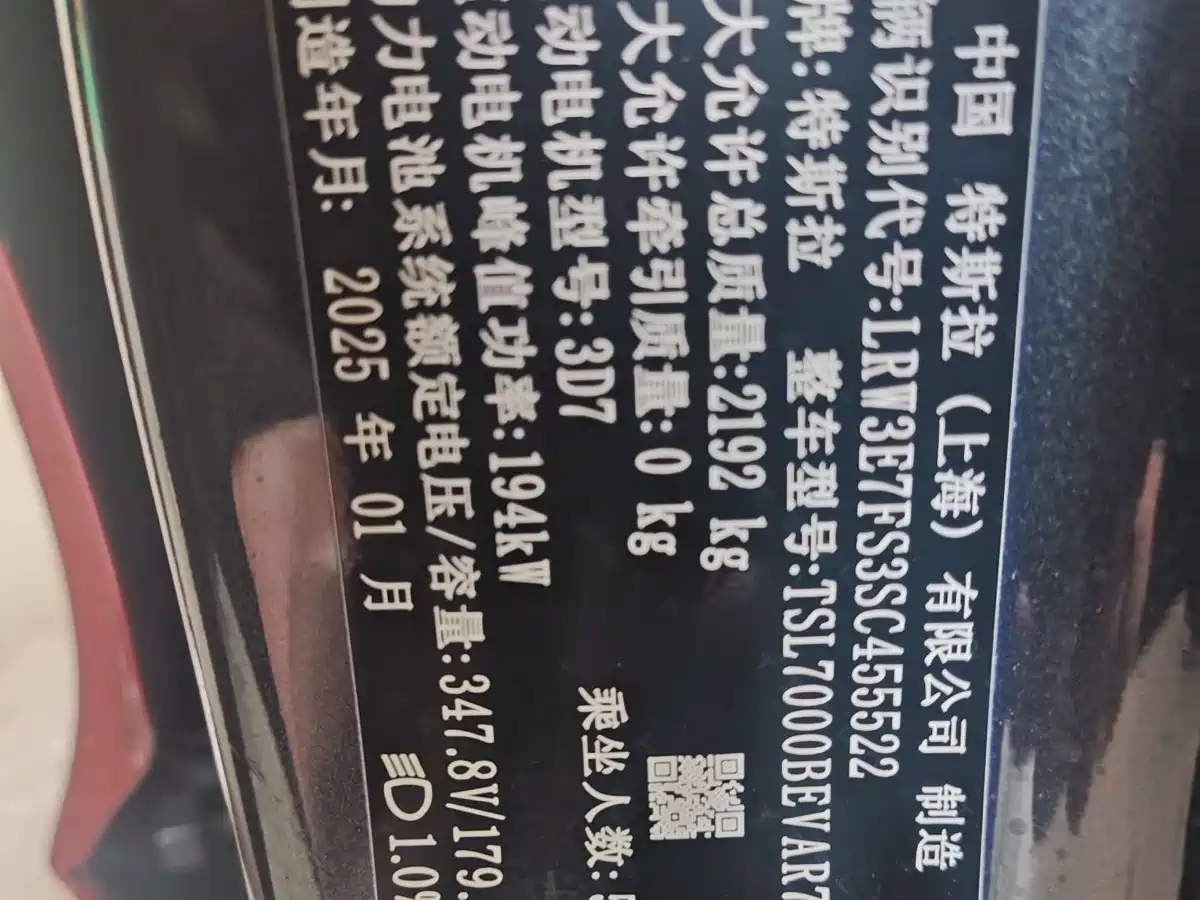 中国 特斯拉（上海）有限公司 制造
辆识别代号:LRW3E7FS3SC455522
牌:特斯拉 整车型号:TSL7000BEVAR7
大允许总质量:2192 kg
大允许牵引质量:0 kg
动电机型号:3D7 乘坐人数:5
动电机峰值功率:194kW
力电池系统额定电压/容量:347.8V/179.
造年月: 2025 年 01 月 1.0%